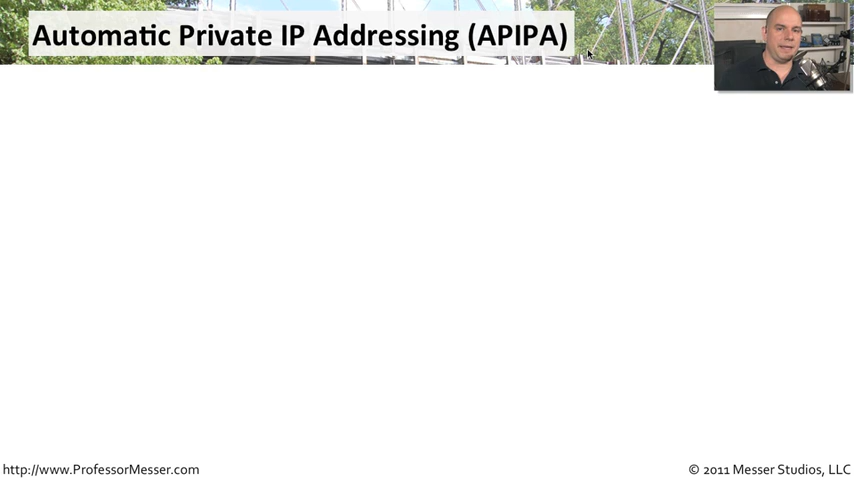 Automatic Private IP Addressing (APIPA)
http://www.ProfessorMesser.com
© 2011 Messer Studios, LLC